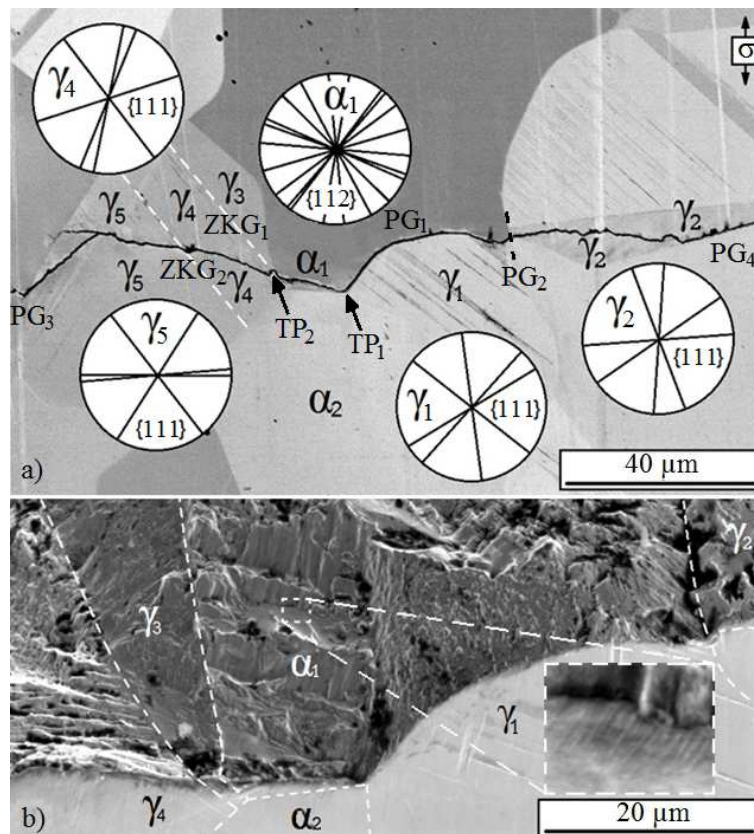 σ
γ4
{111}
α1
{112}
γ3
γ5
γ4
ZKG1
PG1
γ2
γ5
ZKG2
γ4
α1
γ1
PG2
γ2
PG4
PG3
TP2
TP1
γ5
{111}
α2
γ1
{111}
γ2
{111}
a)
40 µm
γ2
γ3
α1
γ1
γ4
α2
b)
20 µm